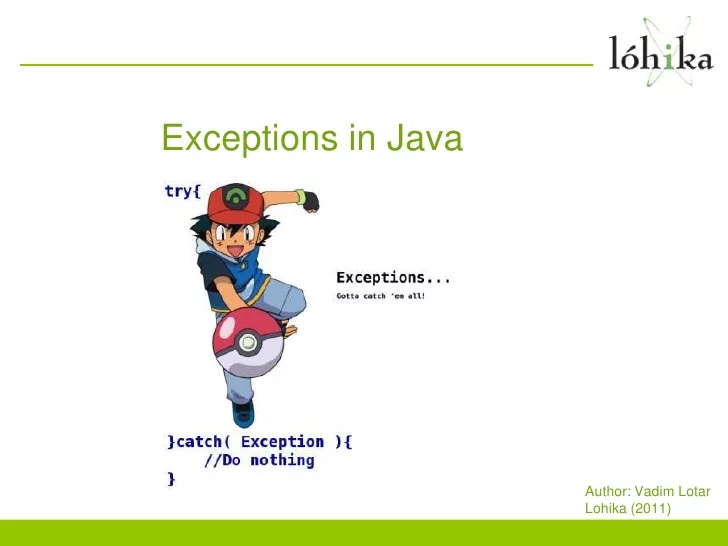 lóhika
Exceptions in Java
try{
Exceptions...
Gotta catch 'em all!
}catch( Exception ){
//Do nothing
}
Author: Vadim Lotar
Lohika (2011)